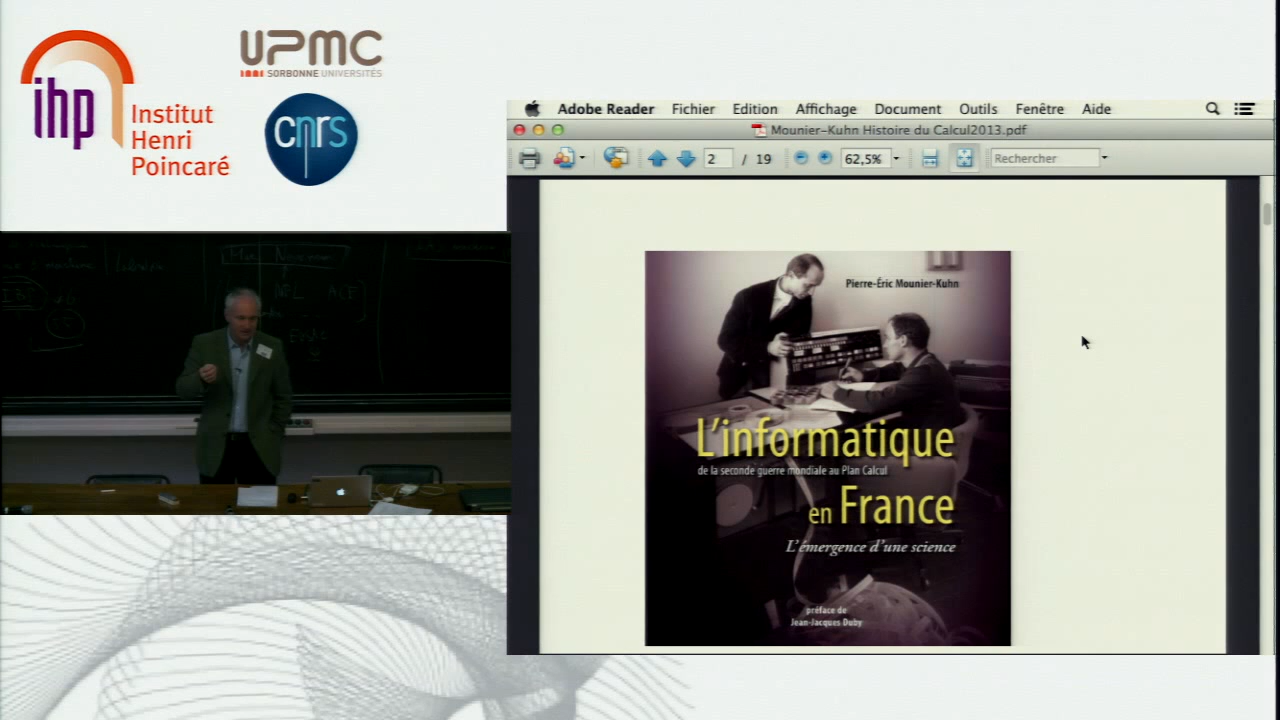 ihp
Institut
Henri
Poincaré
UPMC
SORBONNE UNIVERSITÉS
cnrs
Adobe Reader Fichier Edition Affichage Document Outils Fenêtre Aide
Mounier-Kuhn Histoire du Calcul2013.pdf
2 / 19 62,5% Rechercher
Pierre-Éric Mounier-Kuhn
L'informatique
de la seconde guerre mondiale au Plan Calcul
en France
L'émergence d'une science
préface de
Jean-Jacques Duby
NPL ACE